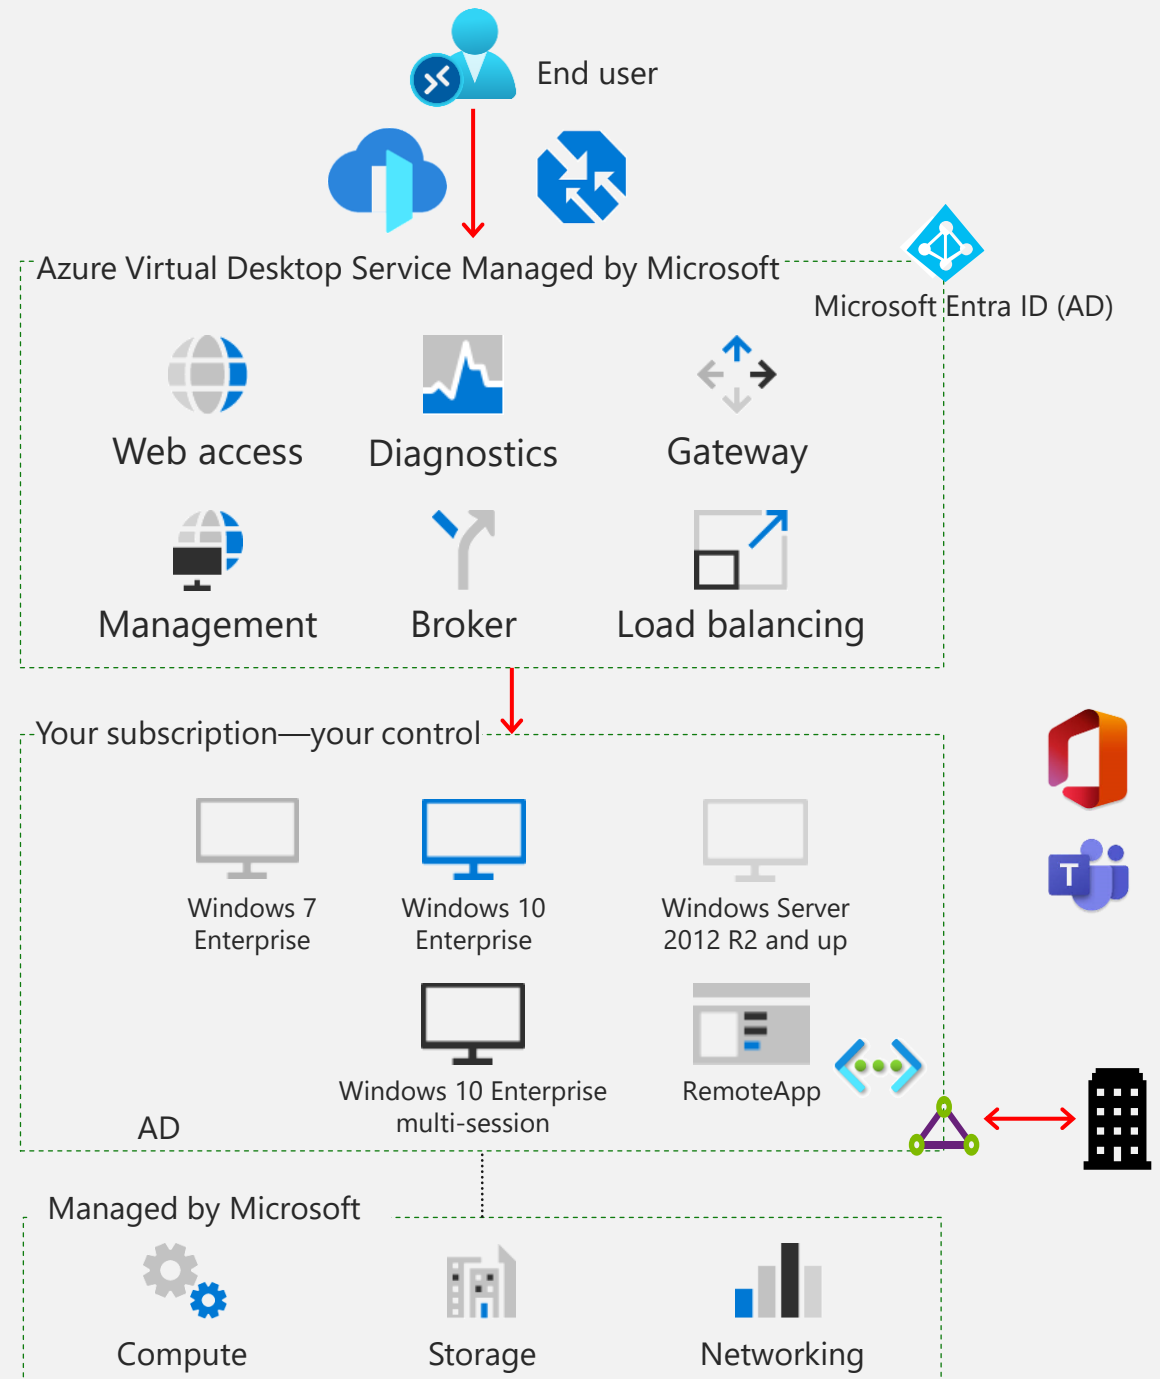 End user
Azure Virtual Desktop Service Managed by Microsoft
Microsoft Entra ID (AD)
Web access
Diagnostics
Gateway
Management
Broker
Load balancing
Your subscription—your control
Windows 7
Enterprise
Windows 10
Enterprise
Windows Server
2012 R2 and up
T
Windows 10 Enterprise
multi-session
RemoteApp
AD
Managed by Microsoft
Compute
Storage
Networking